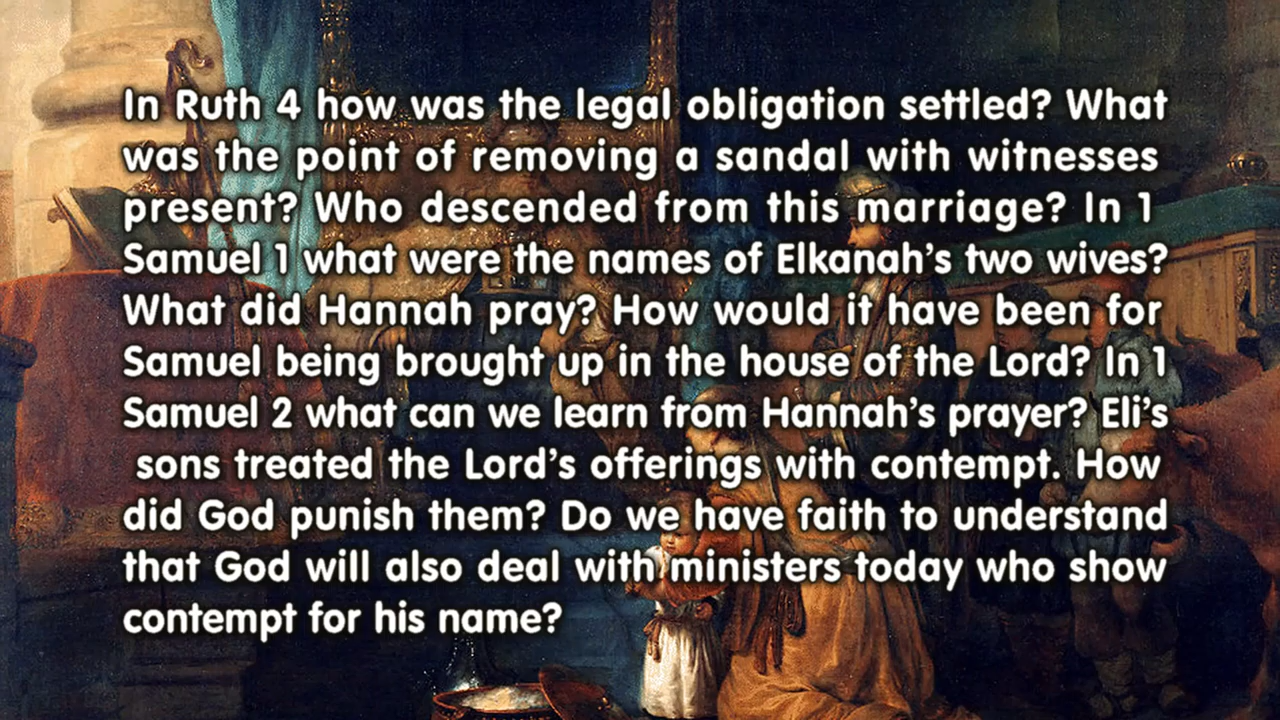 In Ruth 4 how was the legal obligation settled? What
was the point of removing a sandal with witnesses
present? Who descended from this marriage? In 1
Samuel 1 what were the names of Elkanah’s two wives?
What did Hannah pray? How would it have been for
Samuel being brought up in the house of the Lord? In 1
Samuel 2 what can we learn from Hannah’s prayer? Eli’s
sons treated the Lord’s offerings with contempt. How
did God punish them? Do we have faith to understand
that God will also deal with ministers today who show
contempt for his name?